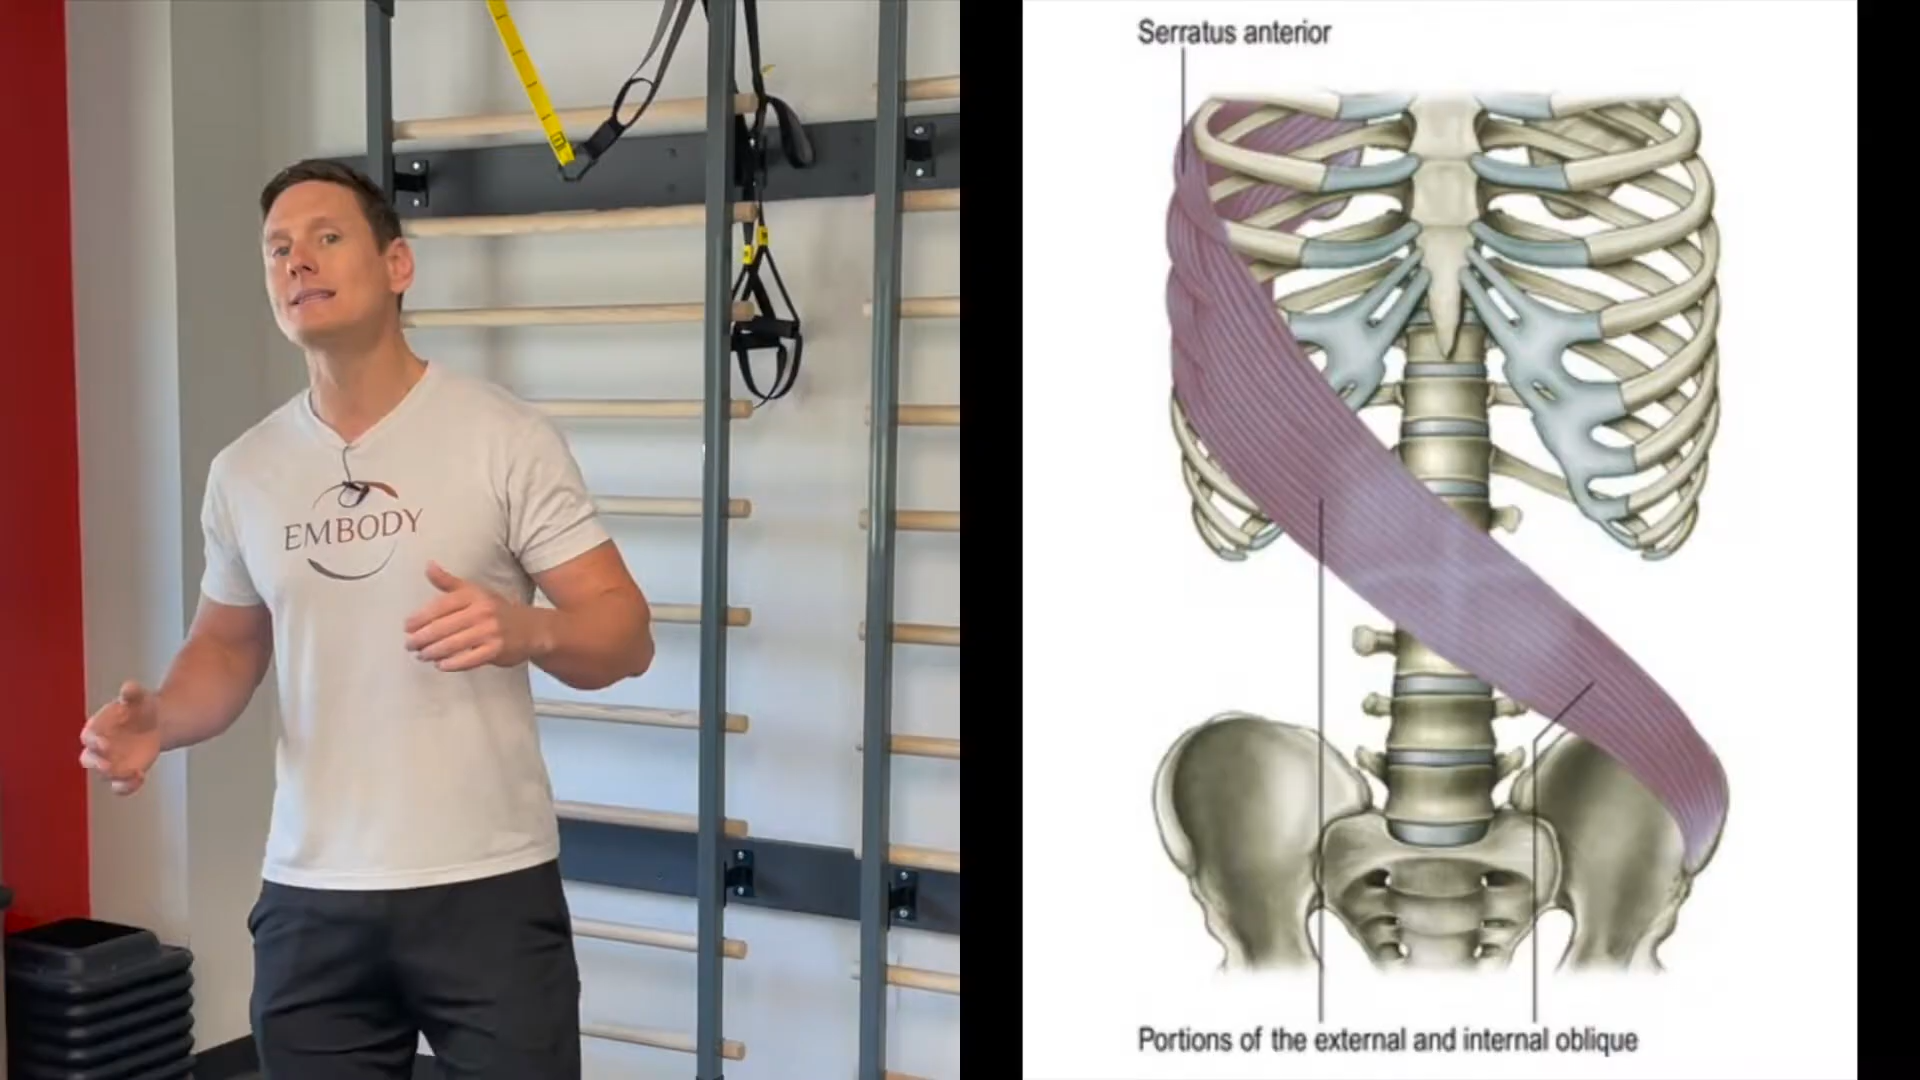 EMBODY
Serratus anterior
Portions of the external and internal oblique